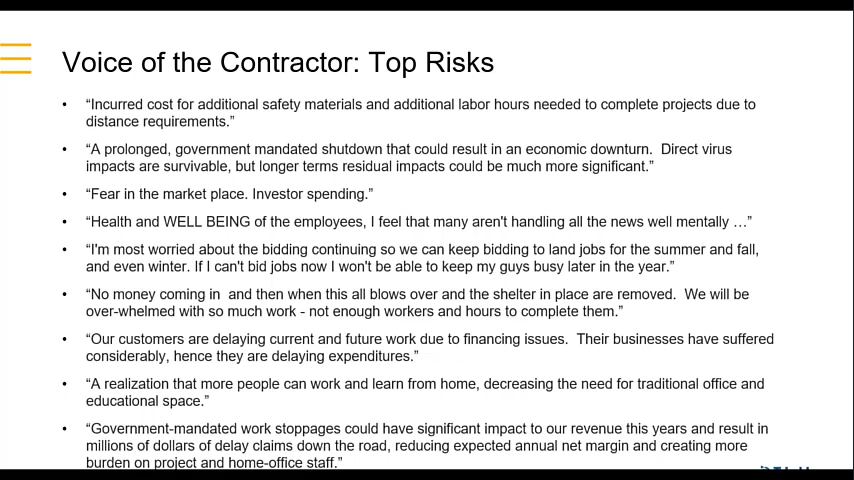 Voice of the Contractor: Top Risks
• “Incurred cost for additional safety materials and additional labor hours needed to complete projects due to
distance requirements.”
• “A prolonged, government mandated shutdown that could result in an economic downturn.  Direct virus
impacts are survivable, but longer terms residual impacts could be much more significant.”
• “Fear in the market place. Investor spending.”
• “Health and WELL BEING of the employees, I feel that many aren't handling all the news well mentally …”
• “I'm most worried about the bidding continuing so we can keep bidding to land jobs for the summer and fall,
and even winter. If I can't bid jobs now I won't be able to keep my guys busy later in the year.”
• “No money coming in  and then when this all blows over and the shelter in place are removed.  We will be
over-whelmed with so much work - not enough workers and hours to complete them.”
• “Our customers are delaying current and future work due to financing issues.  Their businesses have suffered
considerably, hence they are delaying expenditures.”
• “A realization that more people can work and learn from home, decreasing the need for traditional office and
educational space.”
• “Government-mandated work stoppages could have significant impact to our revenue this years and result in
millions of dollars of delay claims down the road, reducing expected annual net margin and creating more
burden on project and home-office staff.”